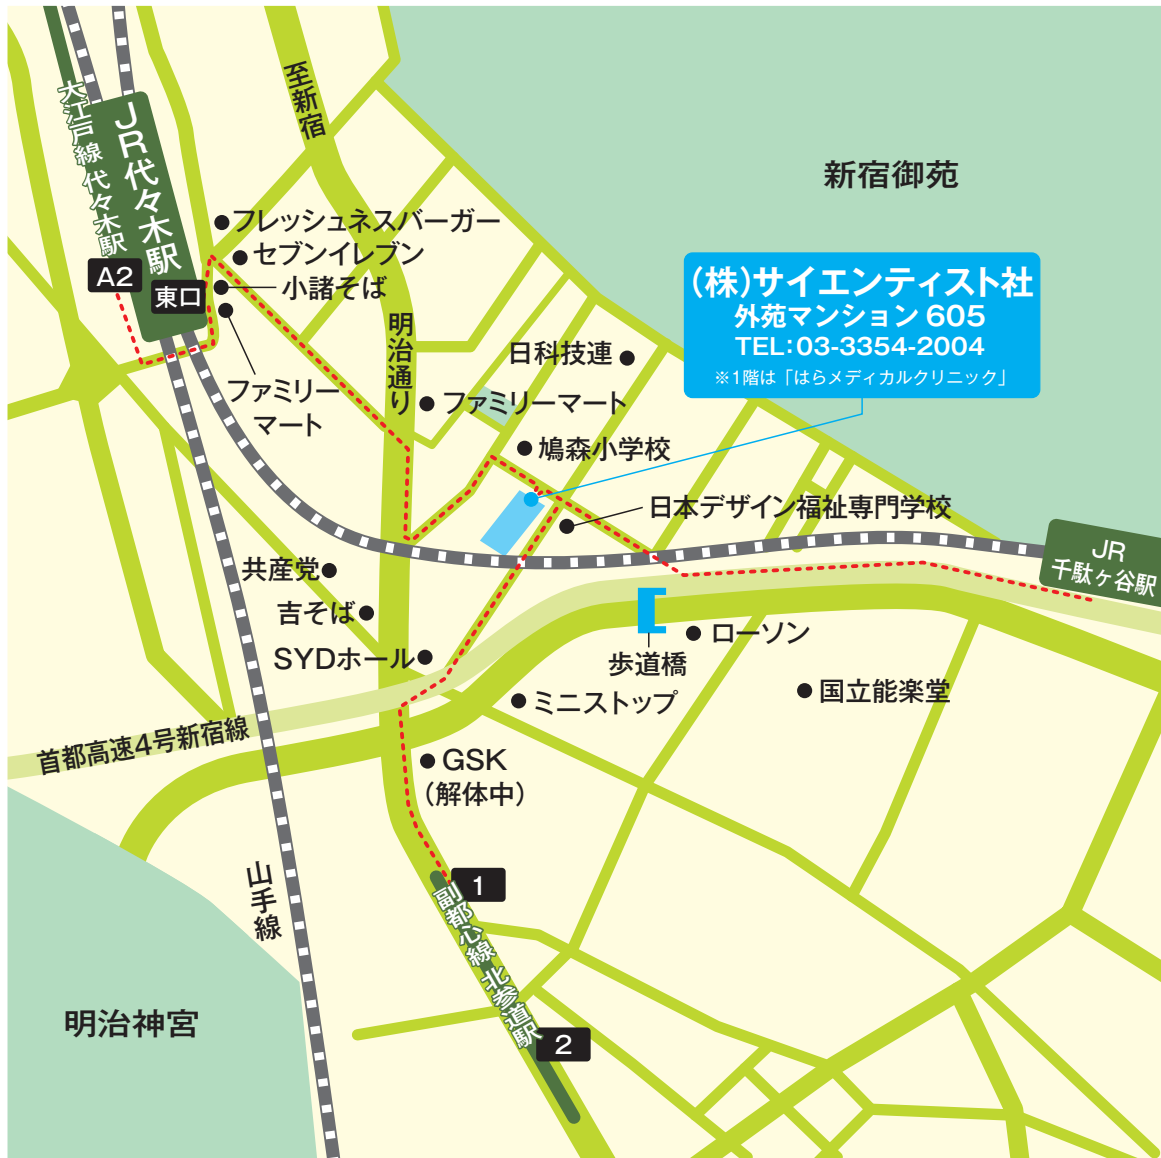 大江戸線 代々木駅
JR代々木駅
A2
東口
至新宿
新宿御苑
フレッシュネスバーガー
セブンイレブン
小諸そば
ファミリー
マート
明治通り
(株)サイエンティスト社
外苑マンション 605
TEL:03-3354-2004
※1階は「はらメディカルクリニック」
日科技連
ファミリーマート
鳩森小学校
日本デザイン福祉専門学校
JR
千駄ヶ谷駅
共産党
吉そば
SYDホール
歩道橋
ローソン
ミニストップ
国立能楽堂
首都高速4号新宿線
GSK
(解体中)
山手線
1
副都心線 北参道駅
2
明治神宮